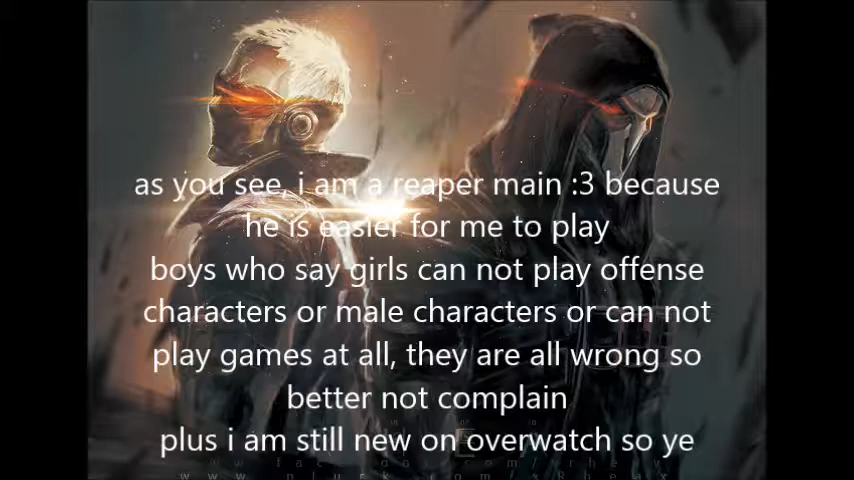 as you see, i am a reaper main :3 because
he is easier for me to play
boys who say girls can not play offense
characters or male characters or can not
play games at all, they are all wrong so
better not complain
plus i am still new on overwatch so ye